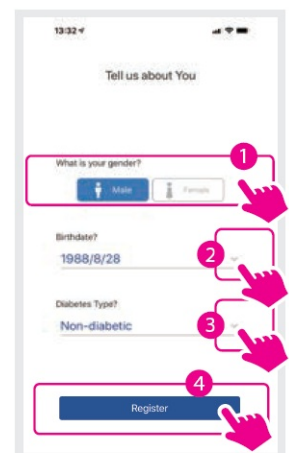 13:32
Tell us about You
What is your gender?
1
Male Female
Birthdate?
1988/8/28
2
Diabetes Type?
Non-diabetic
3
4
Register